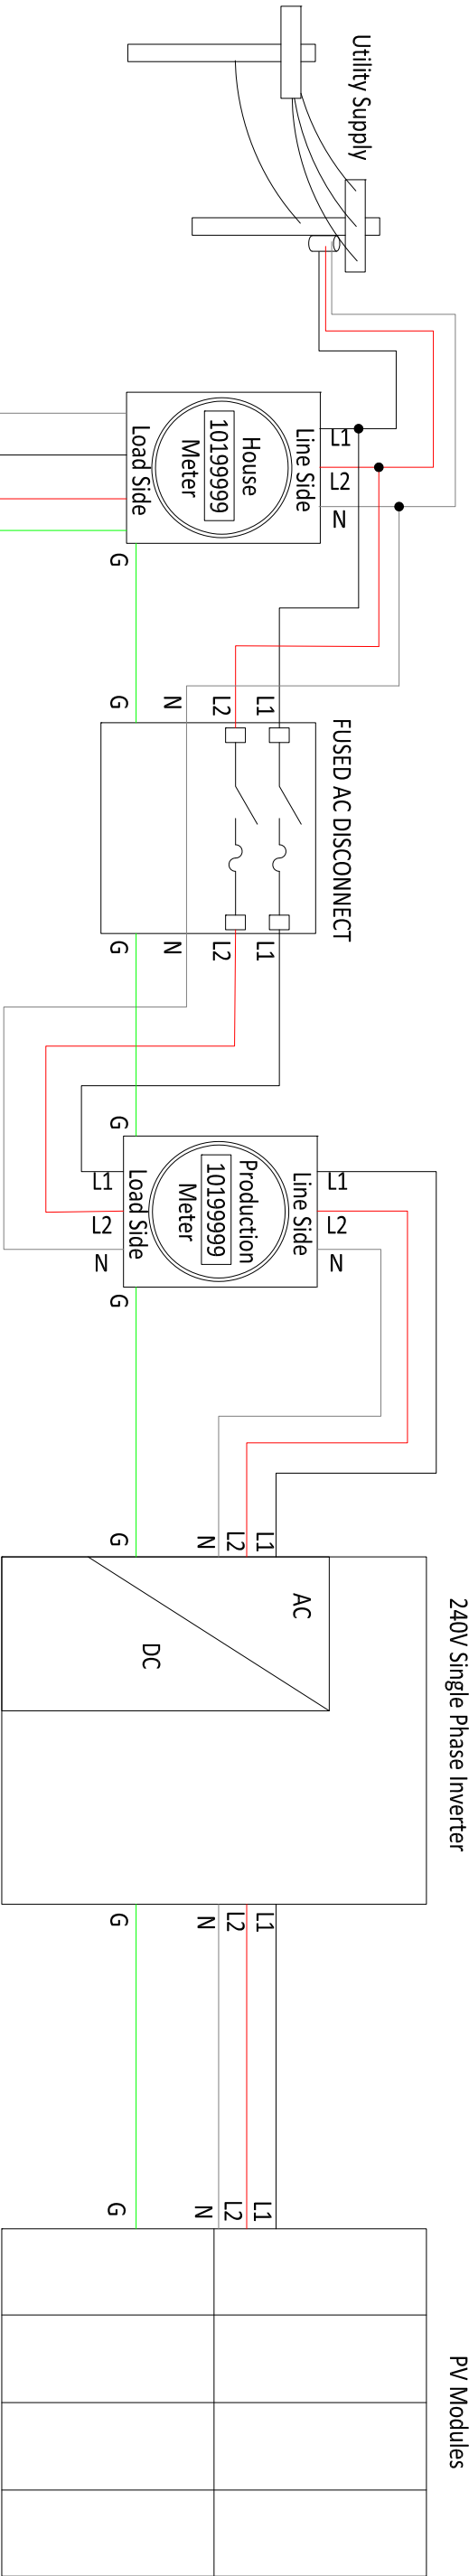 Utility Supply
L1
L2
N
Line Side
House
10199999
Meter
Load Side
G
FUSED AC DISCONNECT
L1
L2
N
G
L1
L2
N
G
G
L1
L2
N
Line Side
Production
10199999
Meter
Load Side
L1
L2
N
G
240V Single Phase Inverter
L1
L2
N
G
AC
DC
L1
L2
N
G
PV Modules
L1
L2
N
G